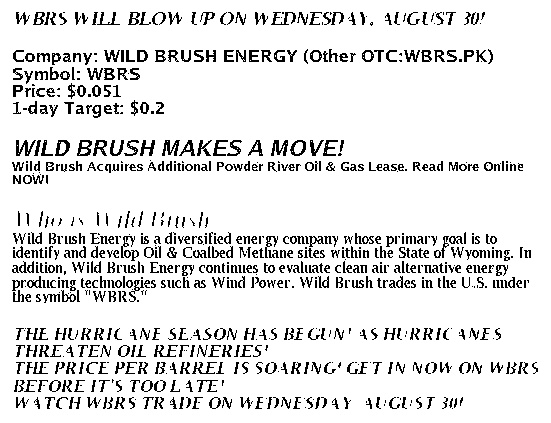 WBRS WILL BLOW UP ON WEDNESDAY, AUGUST 30!
Company: WILD BRUSH ENERGY (Other OTC:WBRS.PK)
Symbol: WBRS
Price: $0.051
1-day Target: $0.2
WILD BRUSH MAKES A MOVE!
Wild Brush Acquires Additional Powder River Oil & Gas Lease. Read More Online
NOW!
Who is Wild Brush
Wild Brush Energy is a diversified energy company whose primary goal is to
identify and develop Oil & Coalbed Methane sites within the State of Wyoming. In
addition, Wild Brush Energy continues to evaluate clean air alternative energy
producing technologies such as Wind Power. Wild Brush trades in the U.S. under
the symbol "WBRS."
THE HURRICANE SEASON HAS BEGUN! AS HURRICANES
THREATEN OIL REFINERIES!
THE PRICE PER BARREL IS SOARING! GET IN NOW ON WBRS
BEFORE IT'S TOO LATE!
WATCH WBRS TRADE ON WEDNESDAY AUGUST 30!